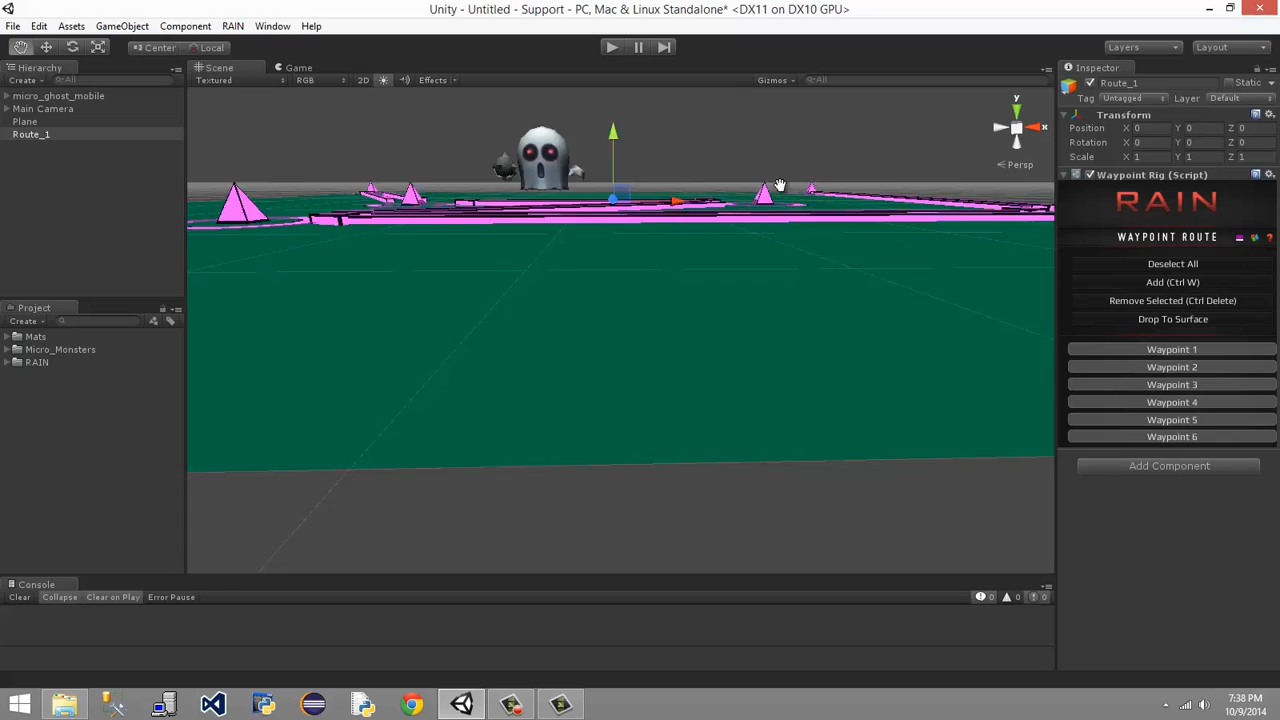 Unity - Untitled - Support - PC, Mac & Linux Standalone* <DX11 on DX10 GPU>
File Edit Assets GameObject Component RAIN Window Help
Center Local Layers Layout
Hierarchy
Create All
micro_ghost_mobile
Main Camera
Plane
Route_1
Project
Create
Mats
Micro_Monsters
RAIN
Scene Game
Textured RGB 2D Effects Gizmos All
y
x
Persp
Inspector
Route_1 Static
Tag Untagged Layer Default
Transform
Position X 0 Y 0 Z 0
Rotation X 0 Y 0 Z 0
Scale X 1 Y 1 Z 1
Waypoint Rig (Script)
RAIN
WAYPOINT ROUTE
Deselect All
Add (Ctrl W)
Remove Selected (Ctrl Delete)
Drop To Surface
Waypoint 1
Waypoint 2
Waypoint 3
Waypoint 4
Waypoint 5
Waypoint 6
Add Component
Console
Clear Collapse Clear on Play Error Pause 0 0 0
7:38 PM
10/9/2014